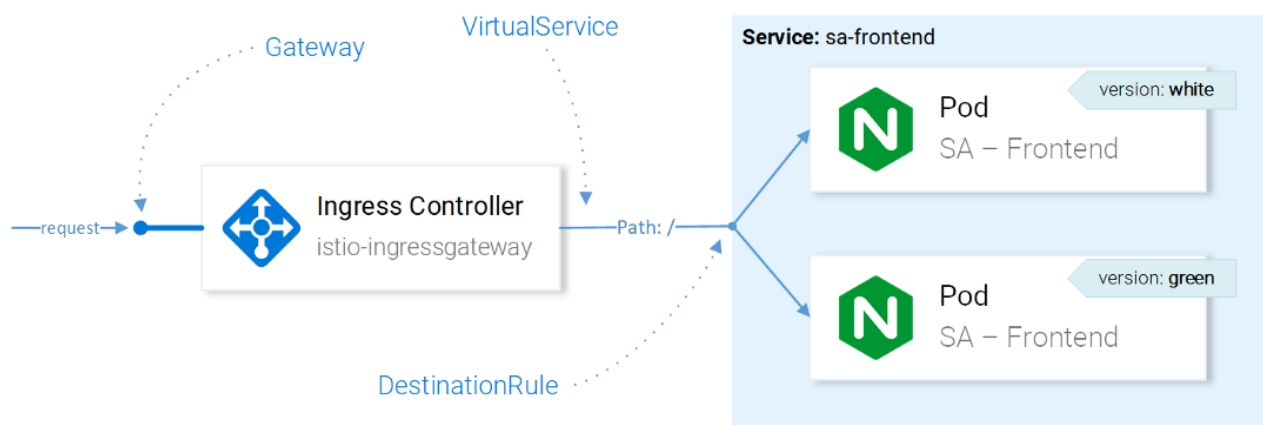 VirtualService
Gateway
Service: sa-frontend
version: white
Pod
SA – Frontend
Ingress Controller
istio-ingressgateway
request
Path: /
version: green
Pod
SA – Frontend
DestinationRule